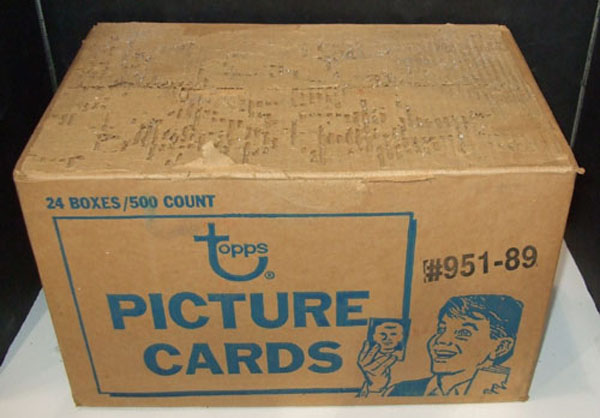 24 BOXES/500 COUNT
topps®
#951-89
PICTURE
CARDS